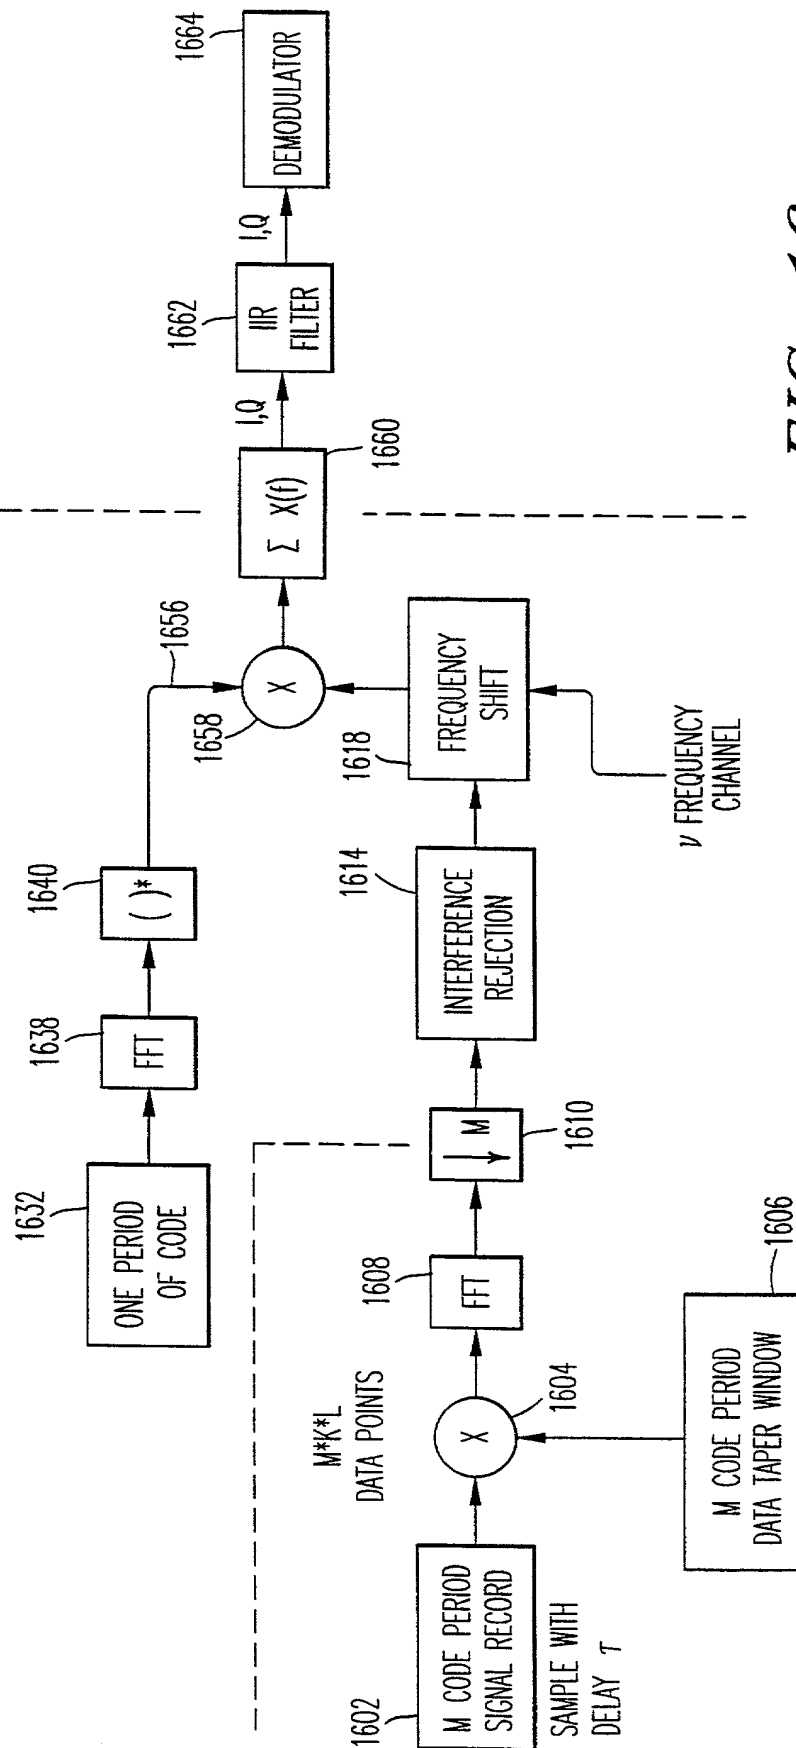 ONE PERIOD
OF CODE
1632
FFT
1638
( )*
1640
1656
M CODE PERIOD
SIGNAL RECORD
1602
SAMPLE WITH
DELAY τ
M*K*L
DATA POINTS
X
1604
M CODE PERIOD
DATA TAPER WINDOW
1606
FFT
1608
M
1610
INTERFERENCE
REJECTION
1614
FREQUENCY
SHIFT
1618
ν FREQUENCY
CHANNEL
X
1658
Σ X(f)
1660
I,Q
IIR
FILTER
1662
I,Q
DEMODULATOR
1664